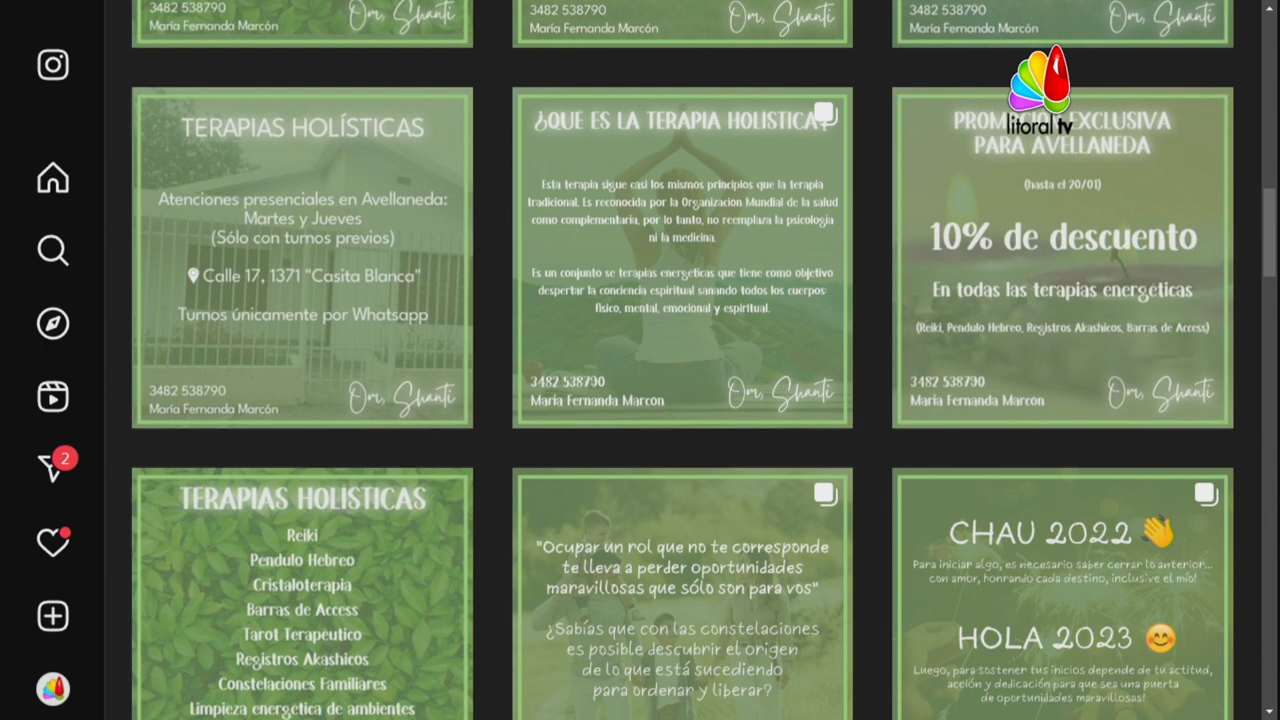 3482 538790
María Fernanda Marcón
Om, Shanti
3482 538790
María Fernanda Marcón
Om, Shanti
3482 538790
María Fernanda Marcón
Om, Shanti
litoral tv
TERAPIAS HOLÍSTICAS
Atenciones presenciales en Avellaneda:
Martes y Jueves
(Sólo con turnos previos)
Calle 17, 1371 "Casita Blanca"
Turnos únicamente por Whatsapp
3482 538790
María Fernanda Marcón
Om, Shanti
¿QUE ES LA TERAPIA HOLISTICA?
Esta terapia sigue casi los mismos principios que la terapia
tradicional. Es reconocida por la Organizacion Mundial de la salud
como complementaria, por lo tanto, no reemplaza la psicologia
ni la medicina.
Es un conjunto se terapias energeticas que tiene como objetivo
despertar la conciencia espiritual sanando todos los cuerpos:
fisico, mental, emocional y espiritual.
3482 538790
Maria Fernanda Marcon
Om, Shanti
PROMOCION EXCLUSIVA
PARA AVELLANEDA
(hasta el 20/01)
10% de descuento
En todas las terapias energeticas
(Reiki, Pendulo Hebreo, Registros Akashicos, Barras de Access)
3482 538790
Maria Fernanda Marcon
Om, Shanti
2
TERAPIAS HOLISTICAS
Reiki
Pendulo Hebreo
Cristaloterapia
Barras de Access
Tarot Terapeutico
Registros Akashicos
Constelaciones Familiares
Limpieza energetica de ambientes
"Ocupar un rol que no te corresponde
te lleva a perder oportunidades
maravillosas que sólo son para vos"
¿Sabías que con las constelaciones
es posible descubrir el origen
de lo que está sucediendo
para ordenar y liberar?
CHAU 2022 👋
Para iniciar algo, es necesario saber cerrar lo anterior...
con amor, honrando cada destino, inclusive el mío!
HOLA 2023 😊
Luego, para sostener tus inicios depende de tu actitud,
acción y dedicación para que sea una puerta
de oportunidades maravillosas!